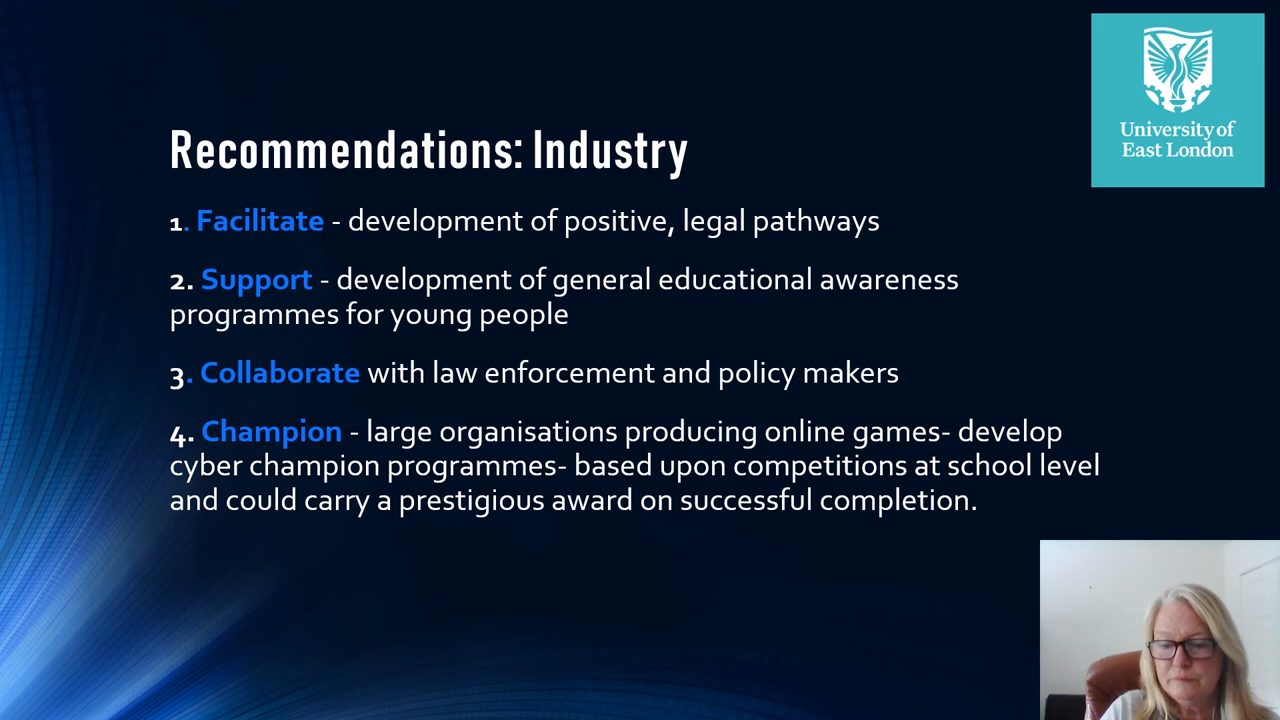 University of
East London
Recommendations: Industry
1. Facilitate - development of positive, legal pathways
2. Support - development of general educational awareness
programmes for young people
3. Collaborate with law enforcement and policy makers
4. Champion - large organisations producing online games- develop
cyber champion programmes- based upon competitions at school level
and could carry a prestigious award on successful completion.